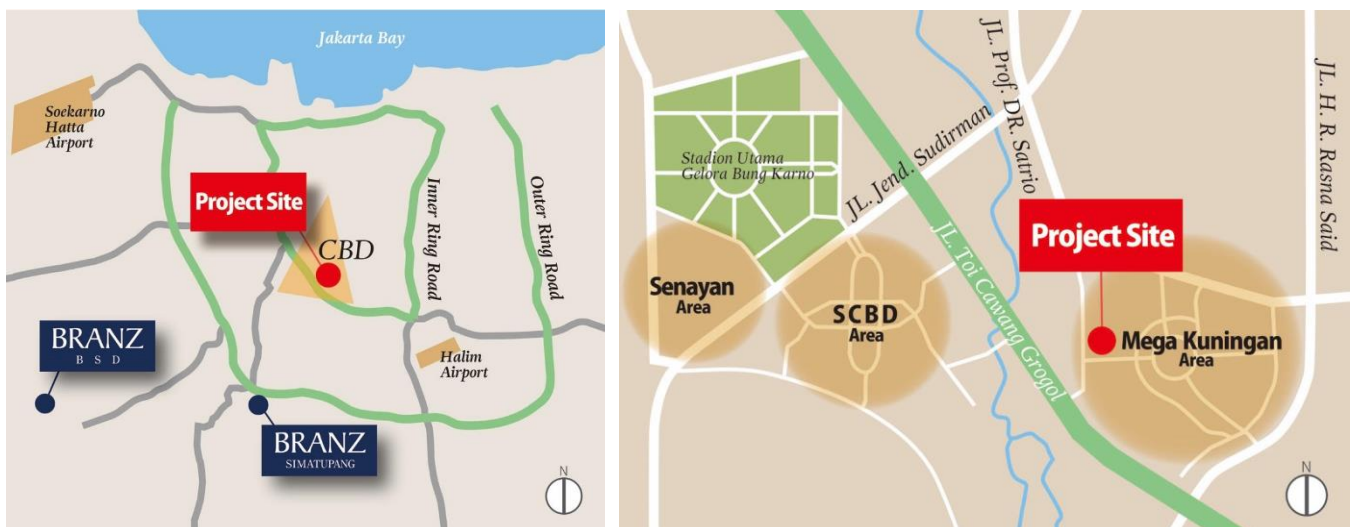 Jakarta Bay
Soekarno
Hatta
Airport
Project Site
CBD
Inner Ring Road
Outer Ring Road
BRANZ
BSD
Halim
Airport
BRANZ
SIMATUPANG
N
JL. Prof. DR. Satrio
JL. H. R. Rasna Said
Stadion Utama
Gelora Bung Karno
JL. Jend. Sudirman
Project Site
JL. Toi Cawang Grogol
Senayan
Area
SCBD
Area
Mega Kuningan
Area
N